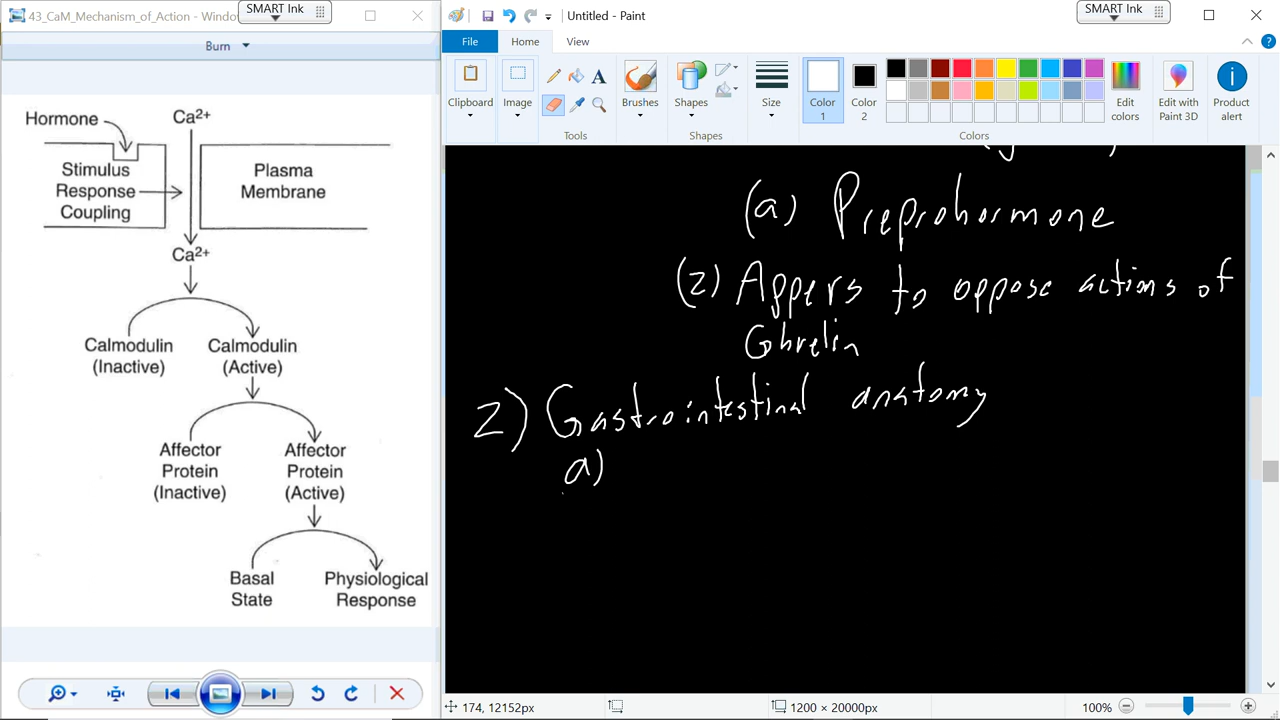 43_CaM_Mechanism_of_Action - Window
SMART Ink
Burn
Hormone
Ca²⁺
Stimulus
Response
Coupling
Plasma
Membrane
Ca²⁺
Calmodulin
(Inactive)
Calmodulin
(Active)
Affector
Protein
(Inactive)
Affector
Protein
(Active)
Basal
State
Physiological
Response
Untitled - Paint
SMART Ink
File
Home
View
Clipboard
Image
Tools
Brushes
Shapes
Shapes
Size
Color
1
Color
2
Edit
colors
Colors
Edit with
Paint 3D
Product
alert
(a) Preprohormone
(2) Appers to oppose actions of
Ghrelin
2) Gastrointestinal anatomy
a)
174, 12152px
1200 × 20000px
100%